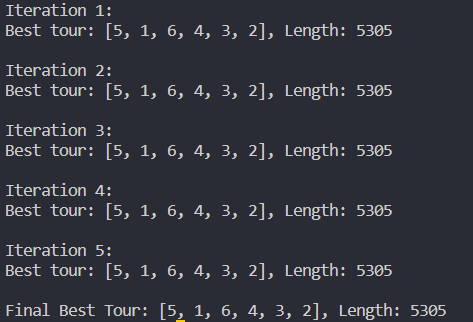 Iteration 1:
Best tour: [5, 1, 6, 4, 3, 2], Length: 5305
Iteration 2:
Best tour: [5, 1, 6, 4, 3, 2], Length: 5305
Iteration 3:
Best tour: [5, 1, 6, 4, 3, 2], Length: 5305
Iteration 4:
Best tour: [5, 1, 6, 4, 3, 2], Length: 5305
Iteration 5:
Best tour: [5, 1, 6, 4, 3, 2], Length: 5305
Final Best Tour: [5, 1, 6, 4, 3, 2], Length: 5305